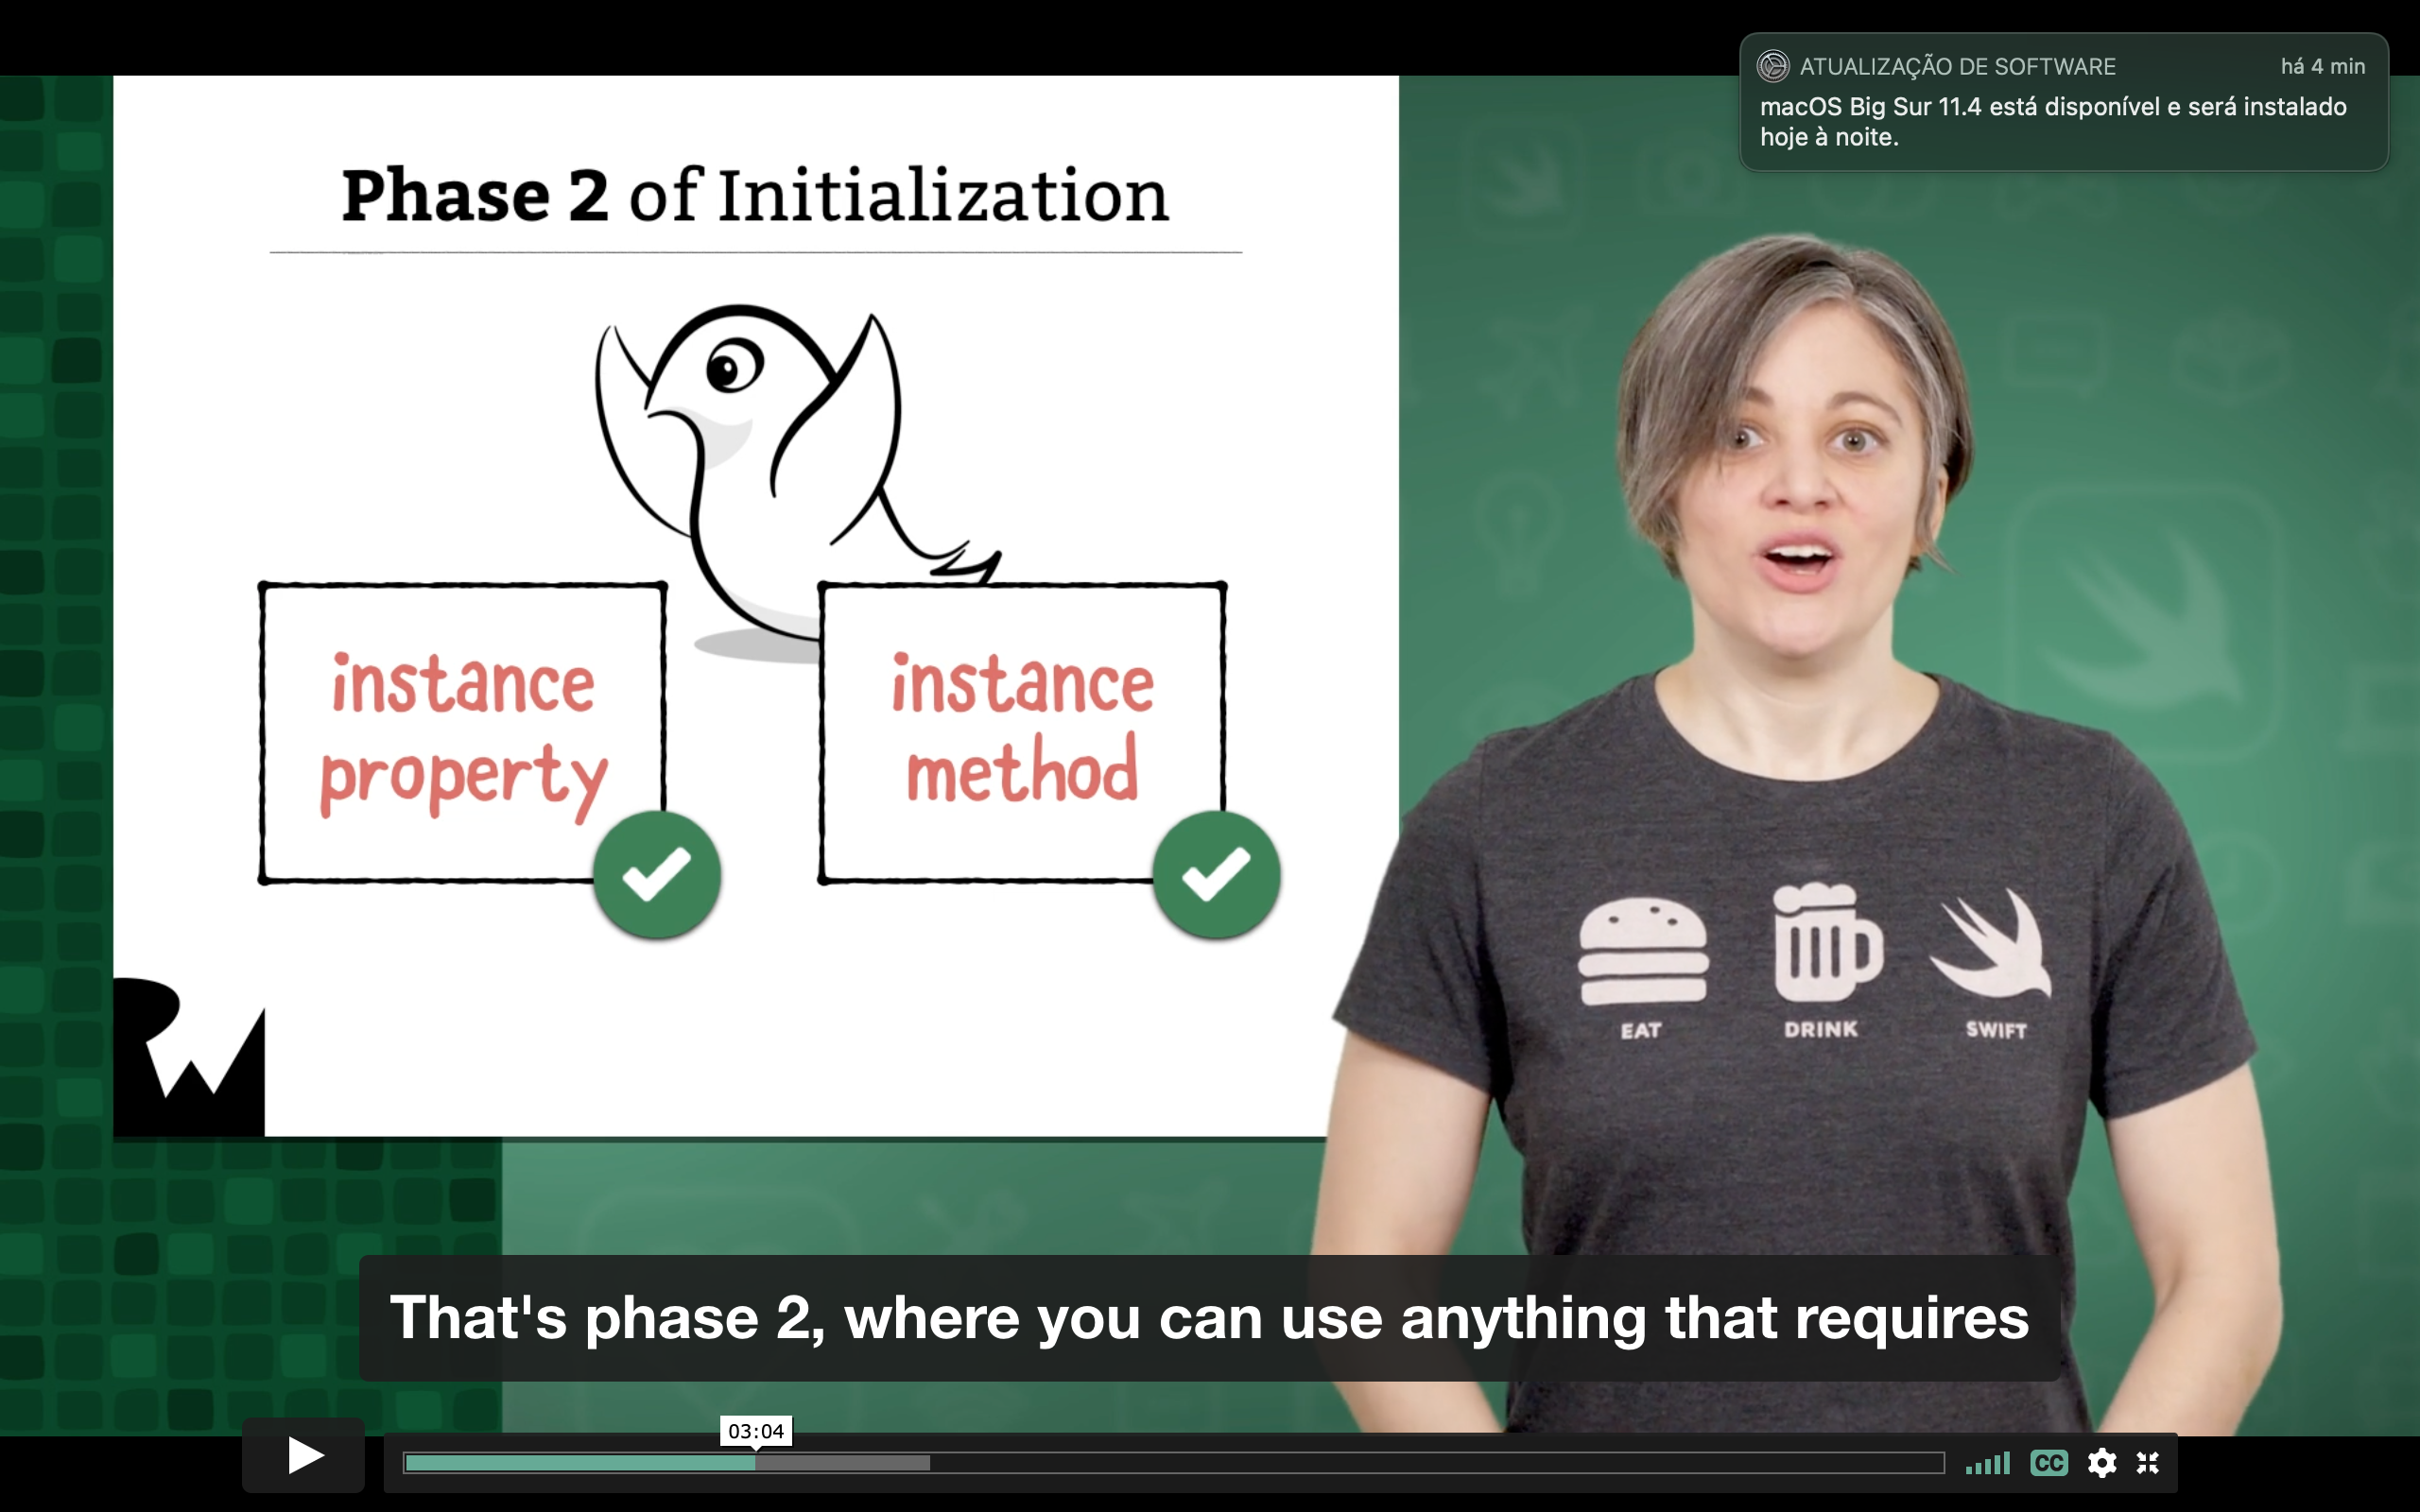 ATUALIZAÇÃO DE SOFTWARE há 4 min
macOS Big Sur 11.4 está disponível e será instalado
hoje à noite.
Phase 2 of Initialization
instance
property
instance
method
EAT DRINK SWIFT
RW
That's phase 2, where you can use anything that requires
03:04
CC